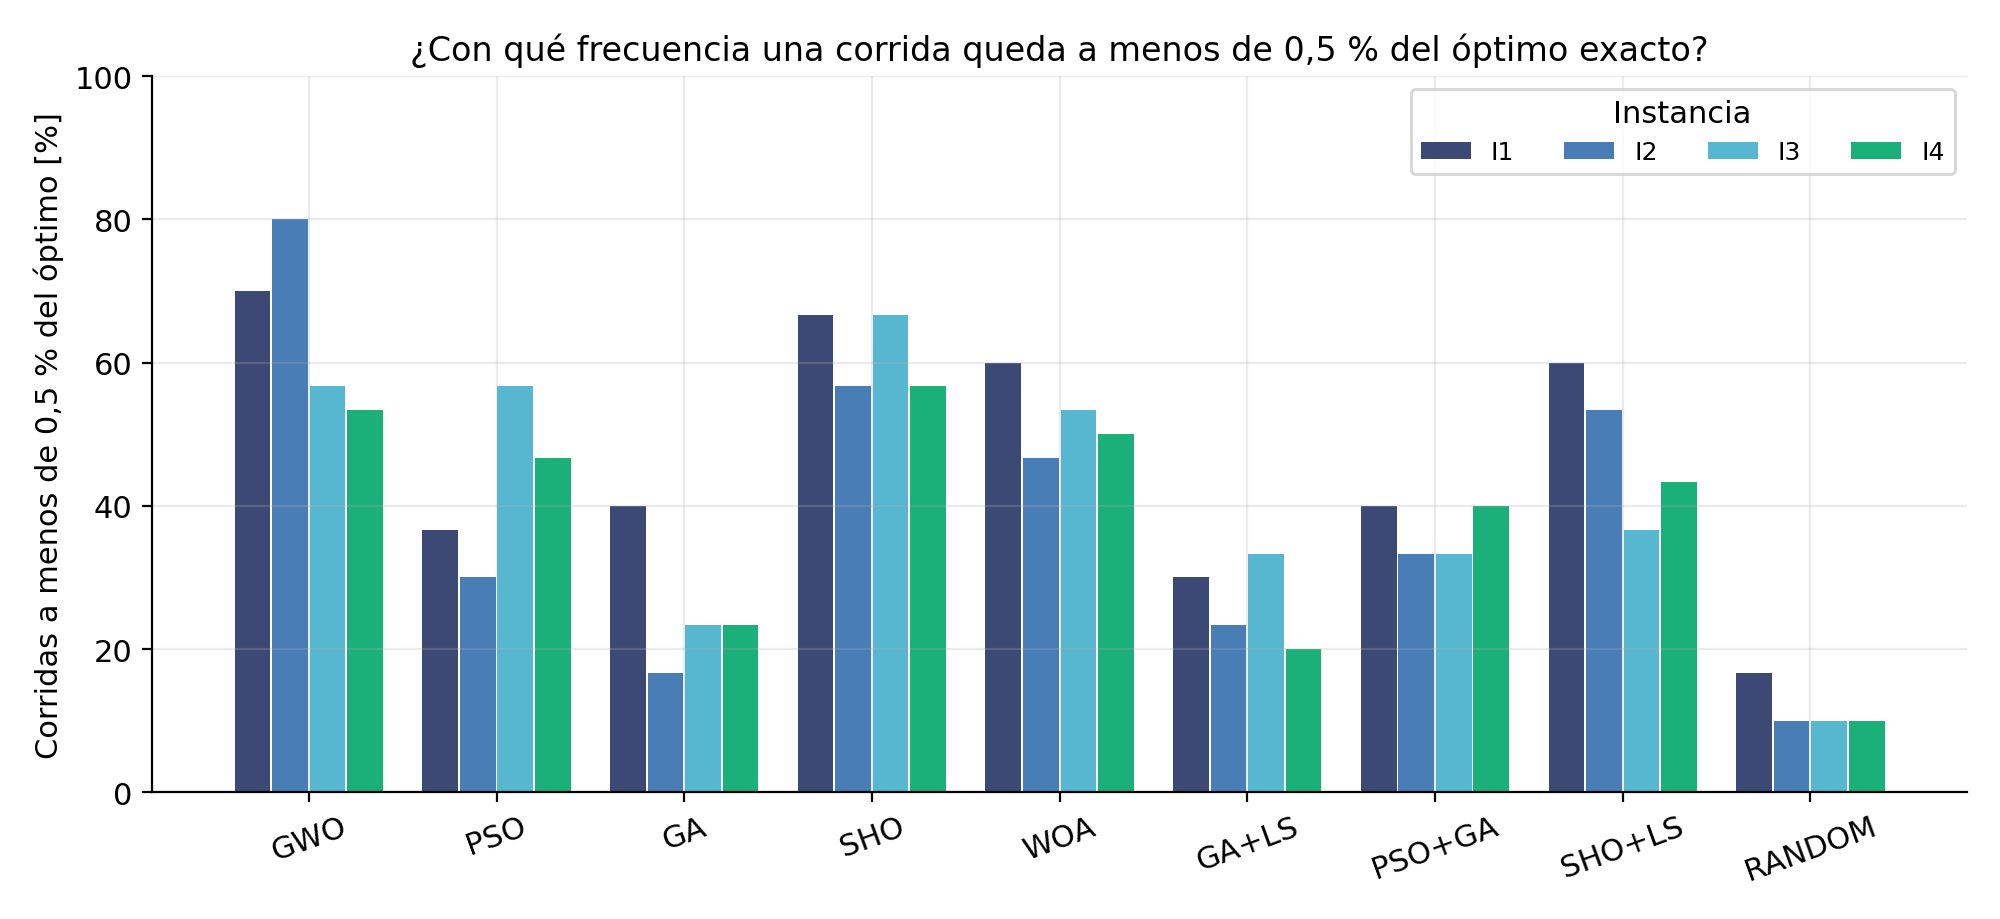 ¿Con qué frecuencia una corrida queda a menos de 0,5 % del óptimo exacto?
Corridas a menos de 0,5 % del óptimo [%]
100
80
60
40
20
0
Instancia
I1 I2 I3 I4
GWO PSO GA SHO WOA GA+LS PSO+GA SHO+LS RANDOM